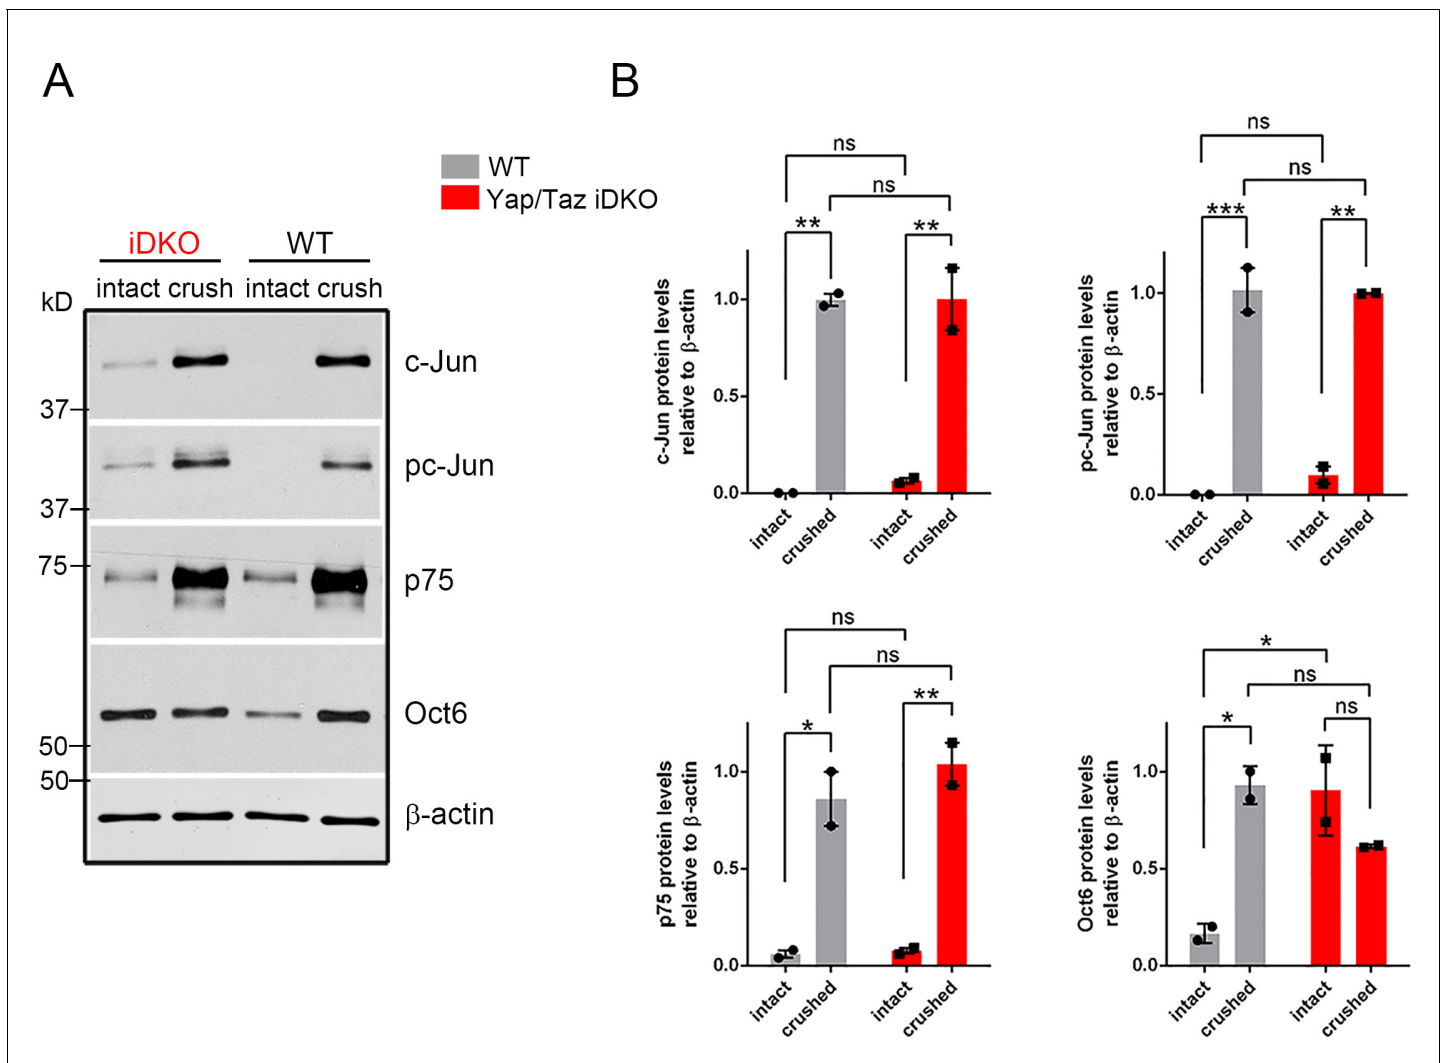 A
B
WT
Yap/Taz iDKO
iDKO
WT
intact crush intact crush
kD
c-Jun
37
pc-Jun
37
75
p75
Oct6
50
50
β-actin
ns
ns
**
**
c-Jun protein levels
relative to β-actin
1.0
0.5
0.0
intact
crushed
intact
crushed
ns
ns
***
**
pc-Jun protein levels
relative to β-actin
1.0
0.5
0.0
intact
crushed
intact
crushed
ns
ns
*
**
p75 protein levels
relative to β-actin
1.0
0.5
0.0
intact
crushed
intact
crushed
*
ns
*
ns
Oct6 protein levels
relative to β-actin
1.0
0.5
0.0
intact
crushed
intact
crushed